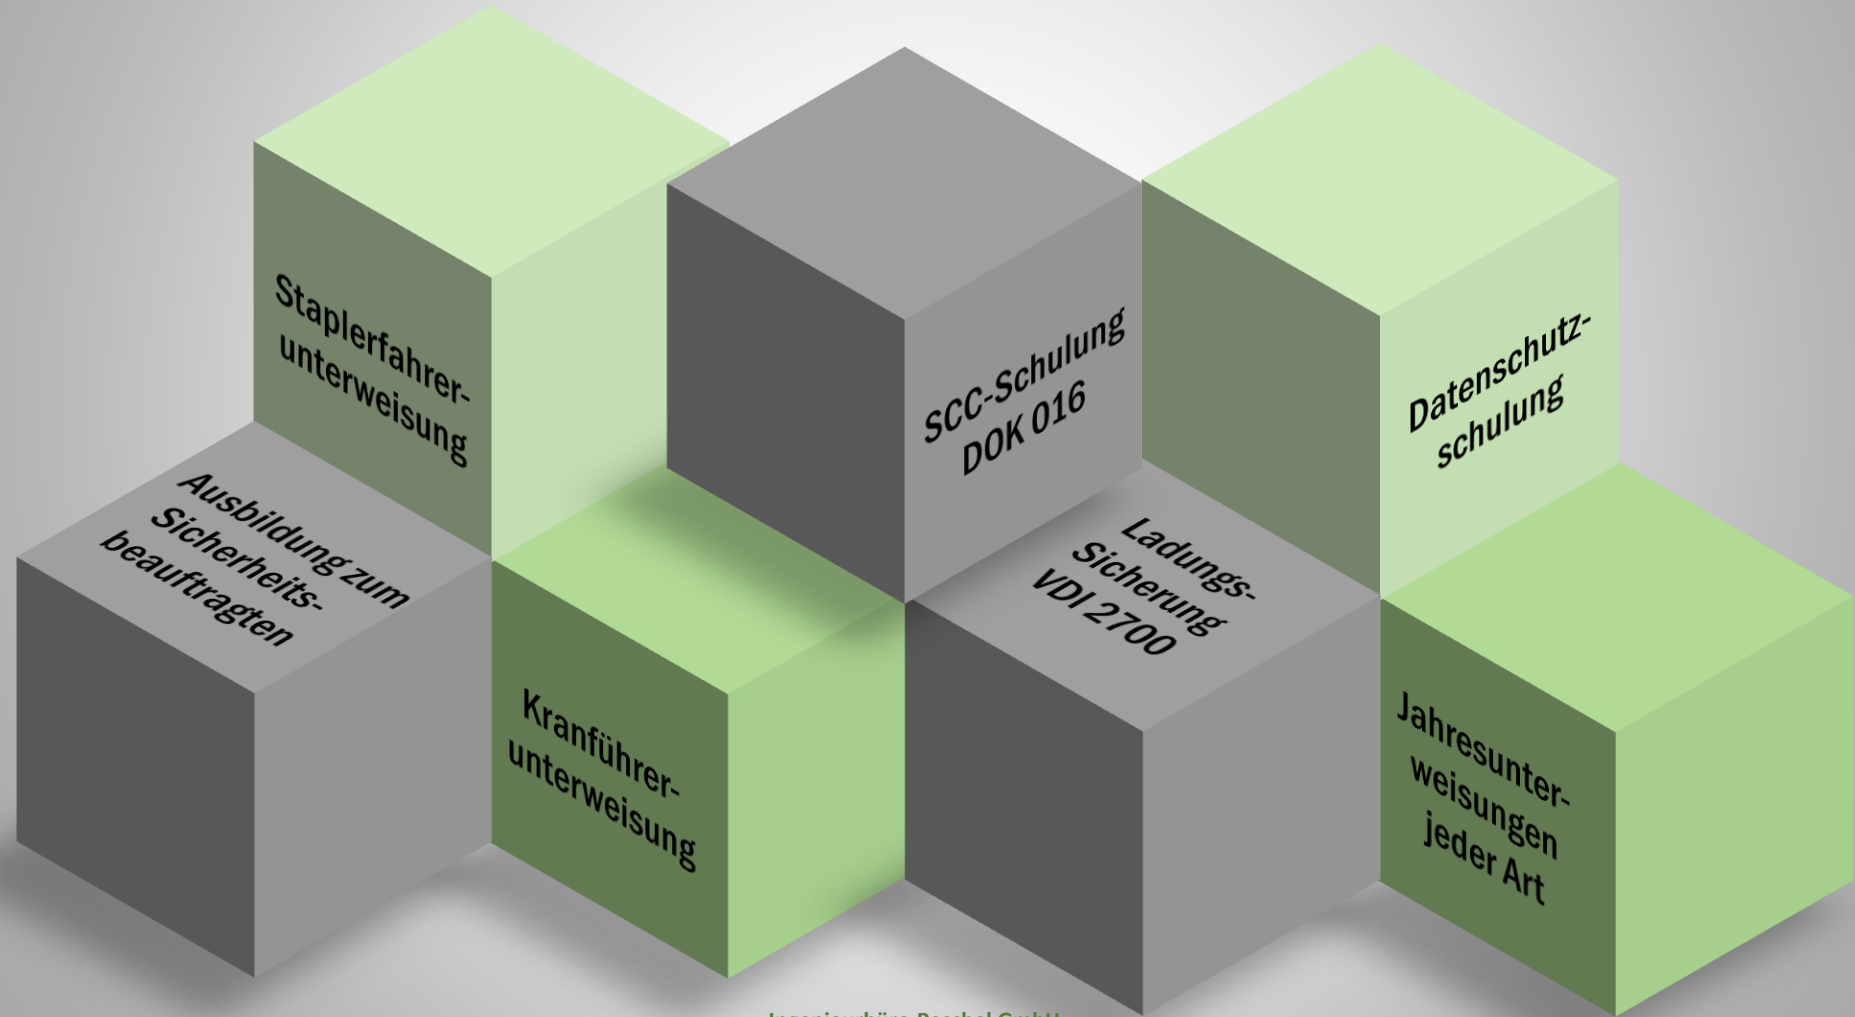 Staplerfahrer-
unterweisung
SCC-Schulung
DOK 016
Datenschutz-
schulung
Ausbildung zum
Sicherheits-
beauftragten
Ladungs-
Sicherung
VDI 2700
Kranführer-
unterweisung
Jahresunter-
weisungen
jeder Art
Ingenieurbüro